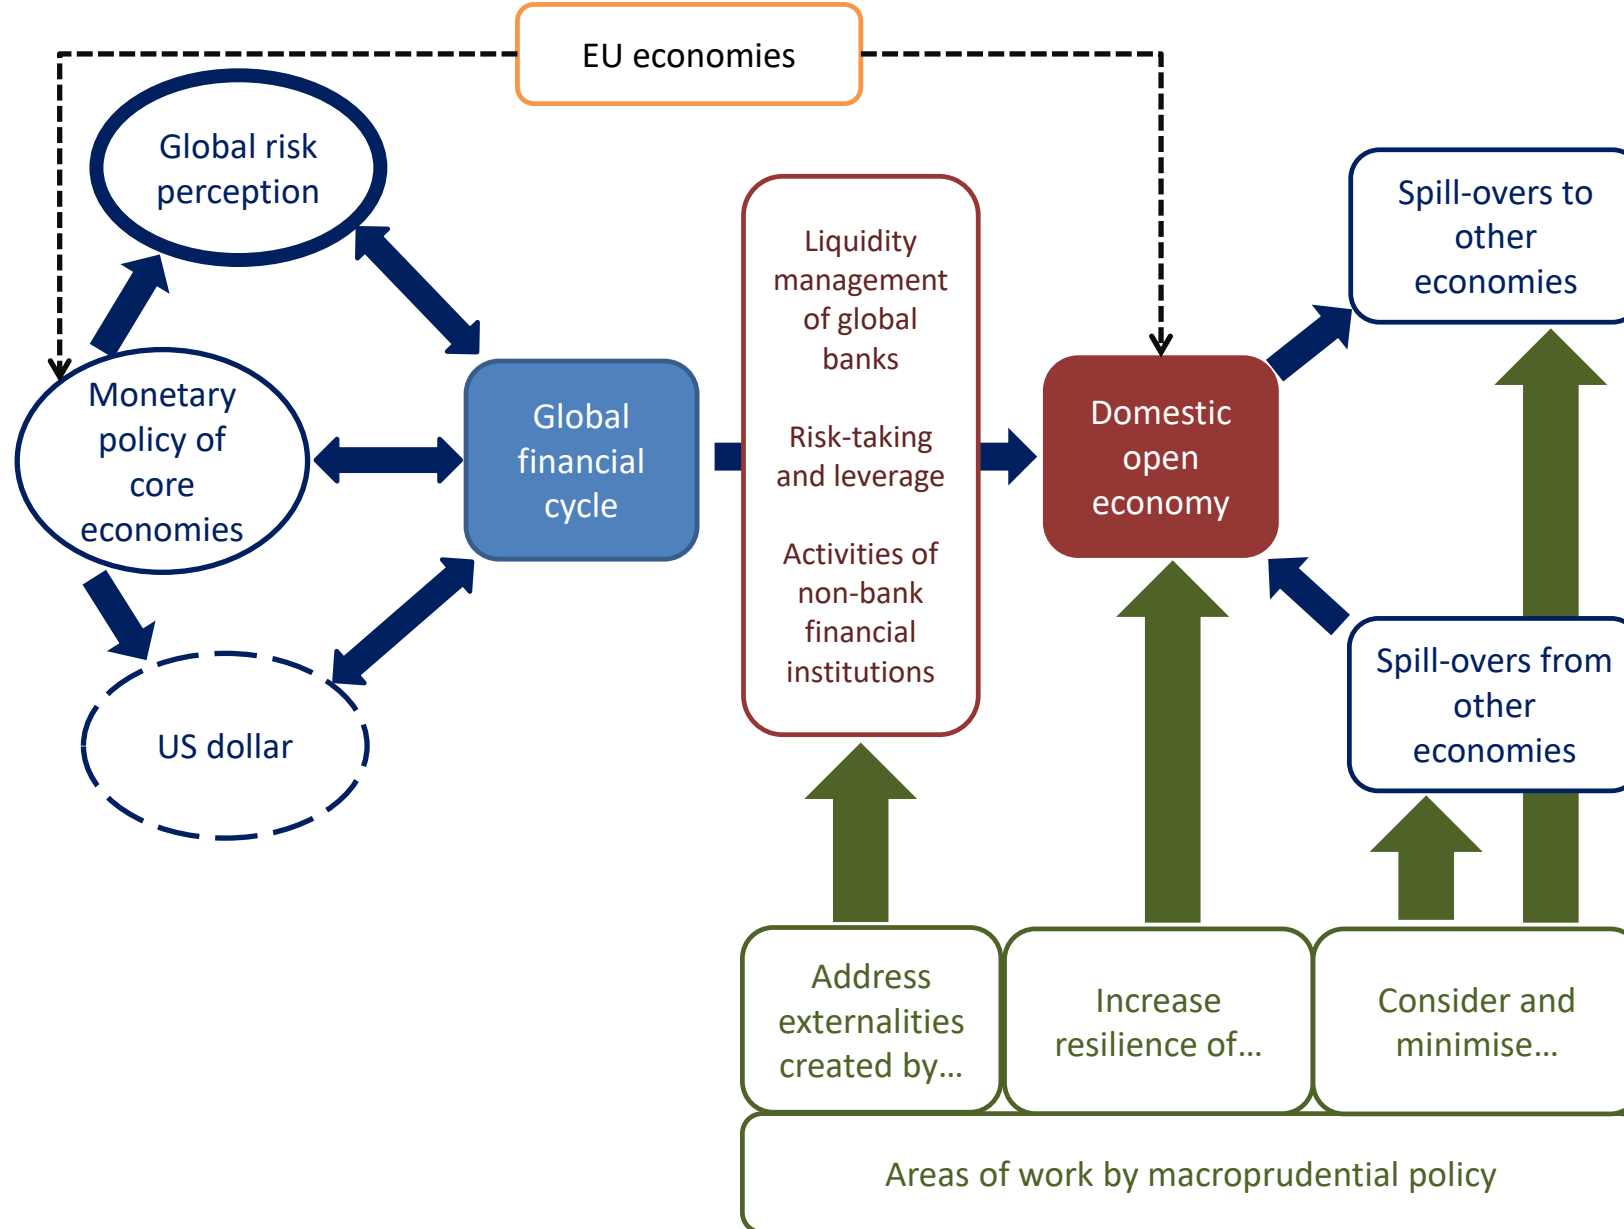 EU economies
Global risk
perception
Monetary
policy of
core
economies
US dollar
Global
financial
cycle
Liquidity
management
of global
banks
Risk-taking
and leverage
Activities of
non-bank
financial
institutions
Domestic
open
economy
Spill-overs to
other
economies
Spill-overs from
other
economies
Address
externalities
created by…
Increase
resilience of…
Consider and
minimise…
Areas of work by macroprudential policy